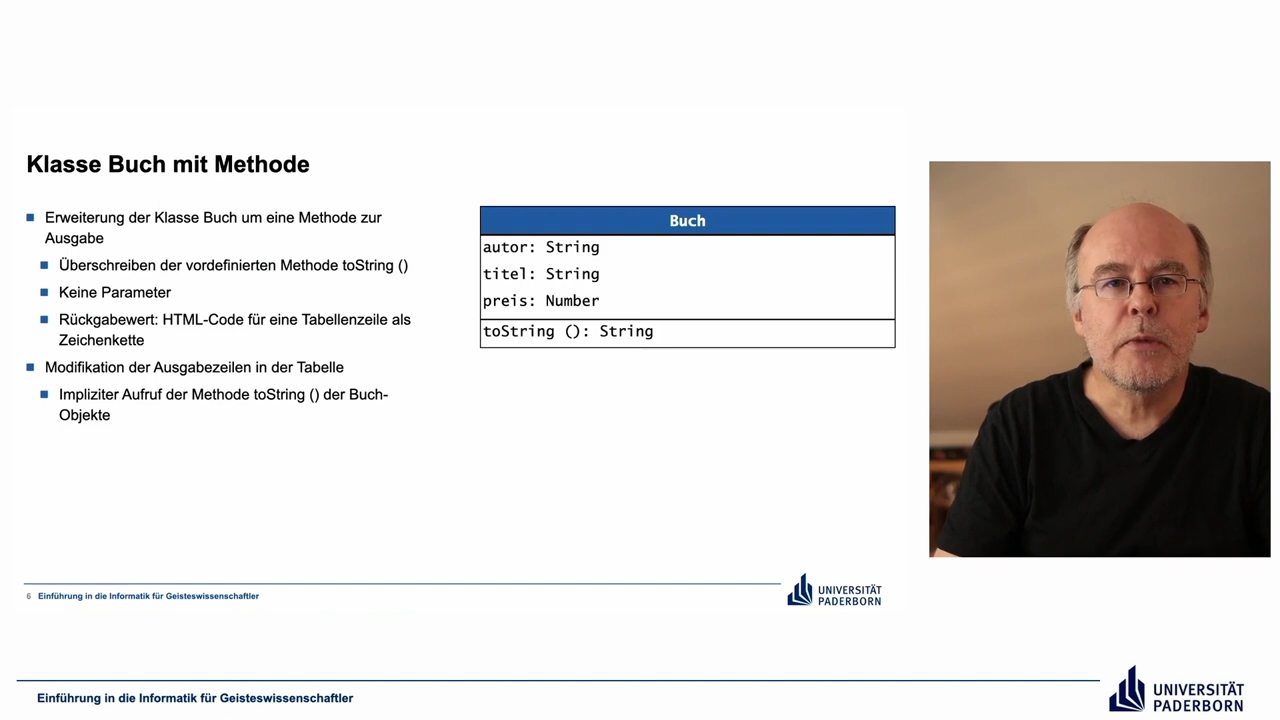 Klasse Buch mit Methode
Erweiterung der Klasse Buch um eine Methode zur
Ausgabe
Überschreiben der vordefinierten Methode toString ()
Keine Parameter
Rückgabewert: HTML-Code für eine Tabellenzeile als
Zeichenkette
Modifikation der Ausgabezeilen in der Tabelle
Impliziter Aufruf der Methode toString () der Buch-
Objekte
Buch
autor: String
titel: String
preis: Number
toString (): String
6 Einführung in die Informatik für Geisteswissenschaftler
UNIVERSITÄT
PADERBORN
Einführung in die Informatik für Geisteswissenschaftler
UNIVERSITÄT
PADERBORN